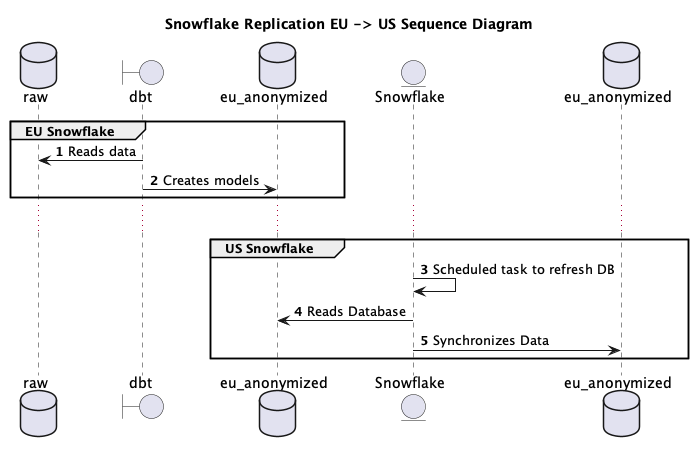 Snowflake Replication EU -> US Sequence Diagram
raw dbt eu_anonymized Snowflake eu_anonymized
EU Snowflake
1 Reads data
2 Creates models
US Snowflake
3 Scheduled task to refresh DB
4 Reads Database
5 Synchronizes Data
raw dbt eu_anonymized Snowflake eu_anonymized